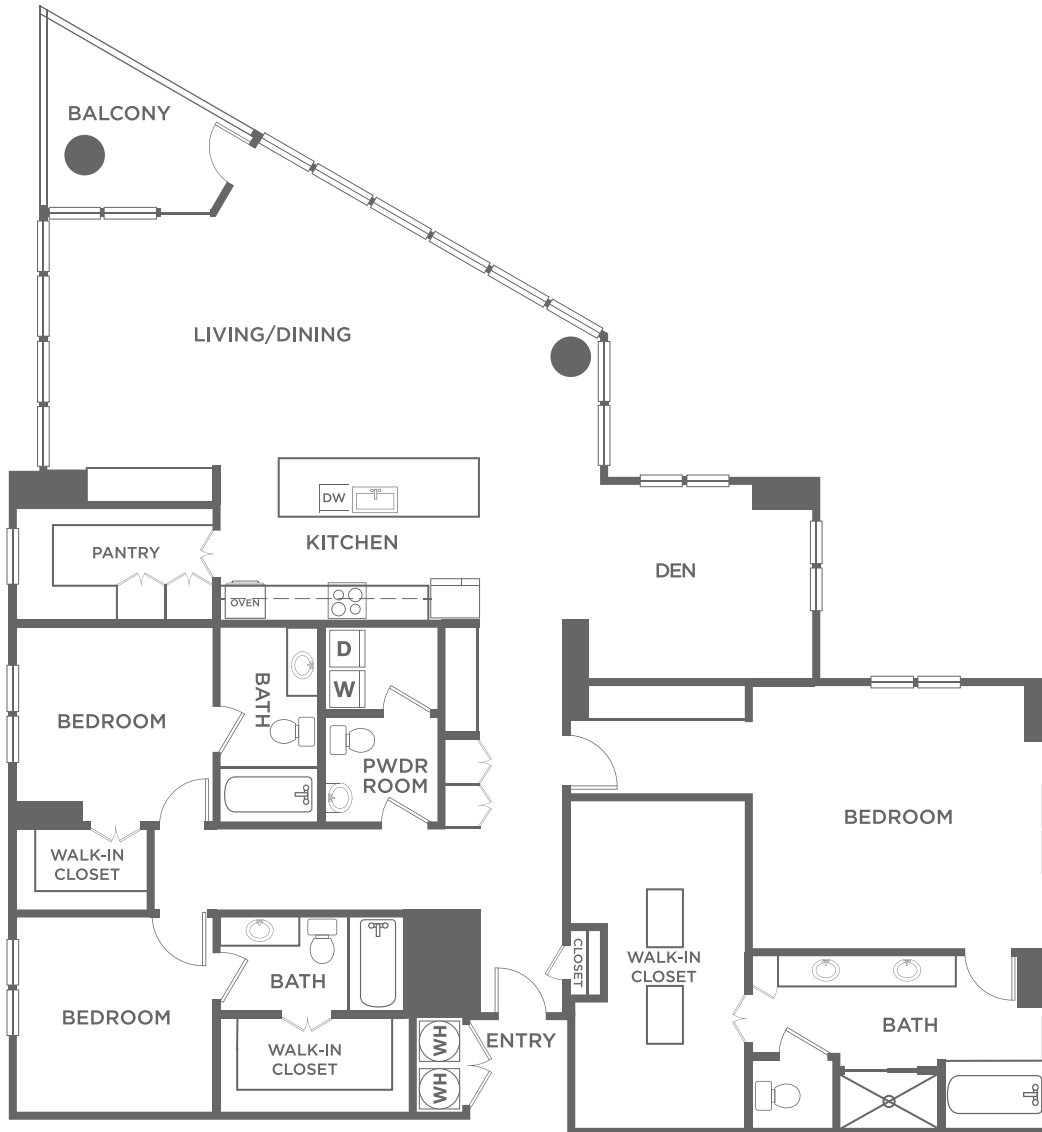 BALCONY
LIVING/DINING
DW
KITCHEN
PANTRY
DEN
OVEN
D
W
BATH
BEDROOM
PWDR
ROOM
BEDROOM
WALK-IN
CLOSET
CLOSET
WALK-IN
CLOSET
BATH
BEDROOM
BATH
ENTRY
WH
WALK-IN
CLOSET
WH